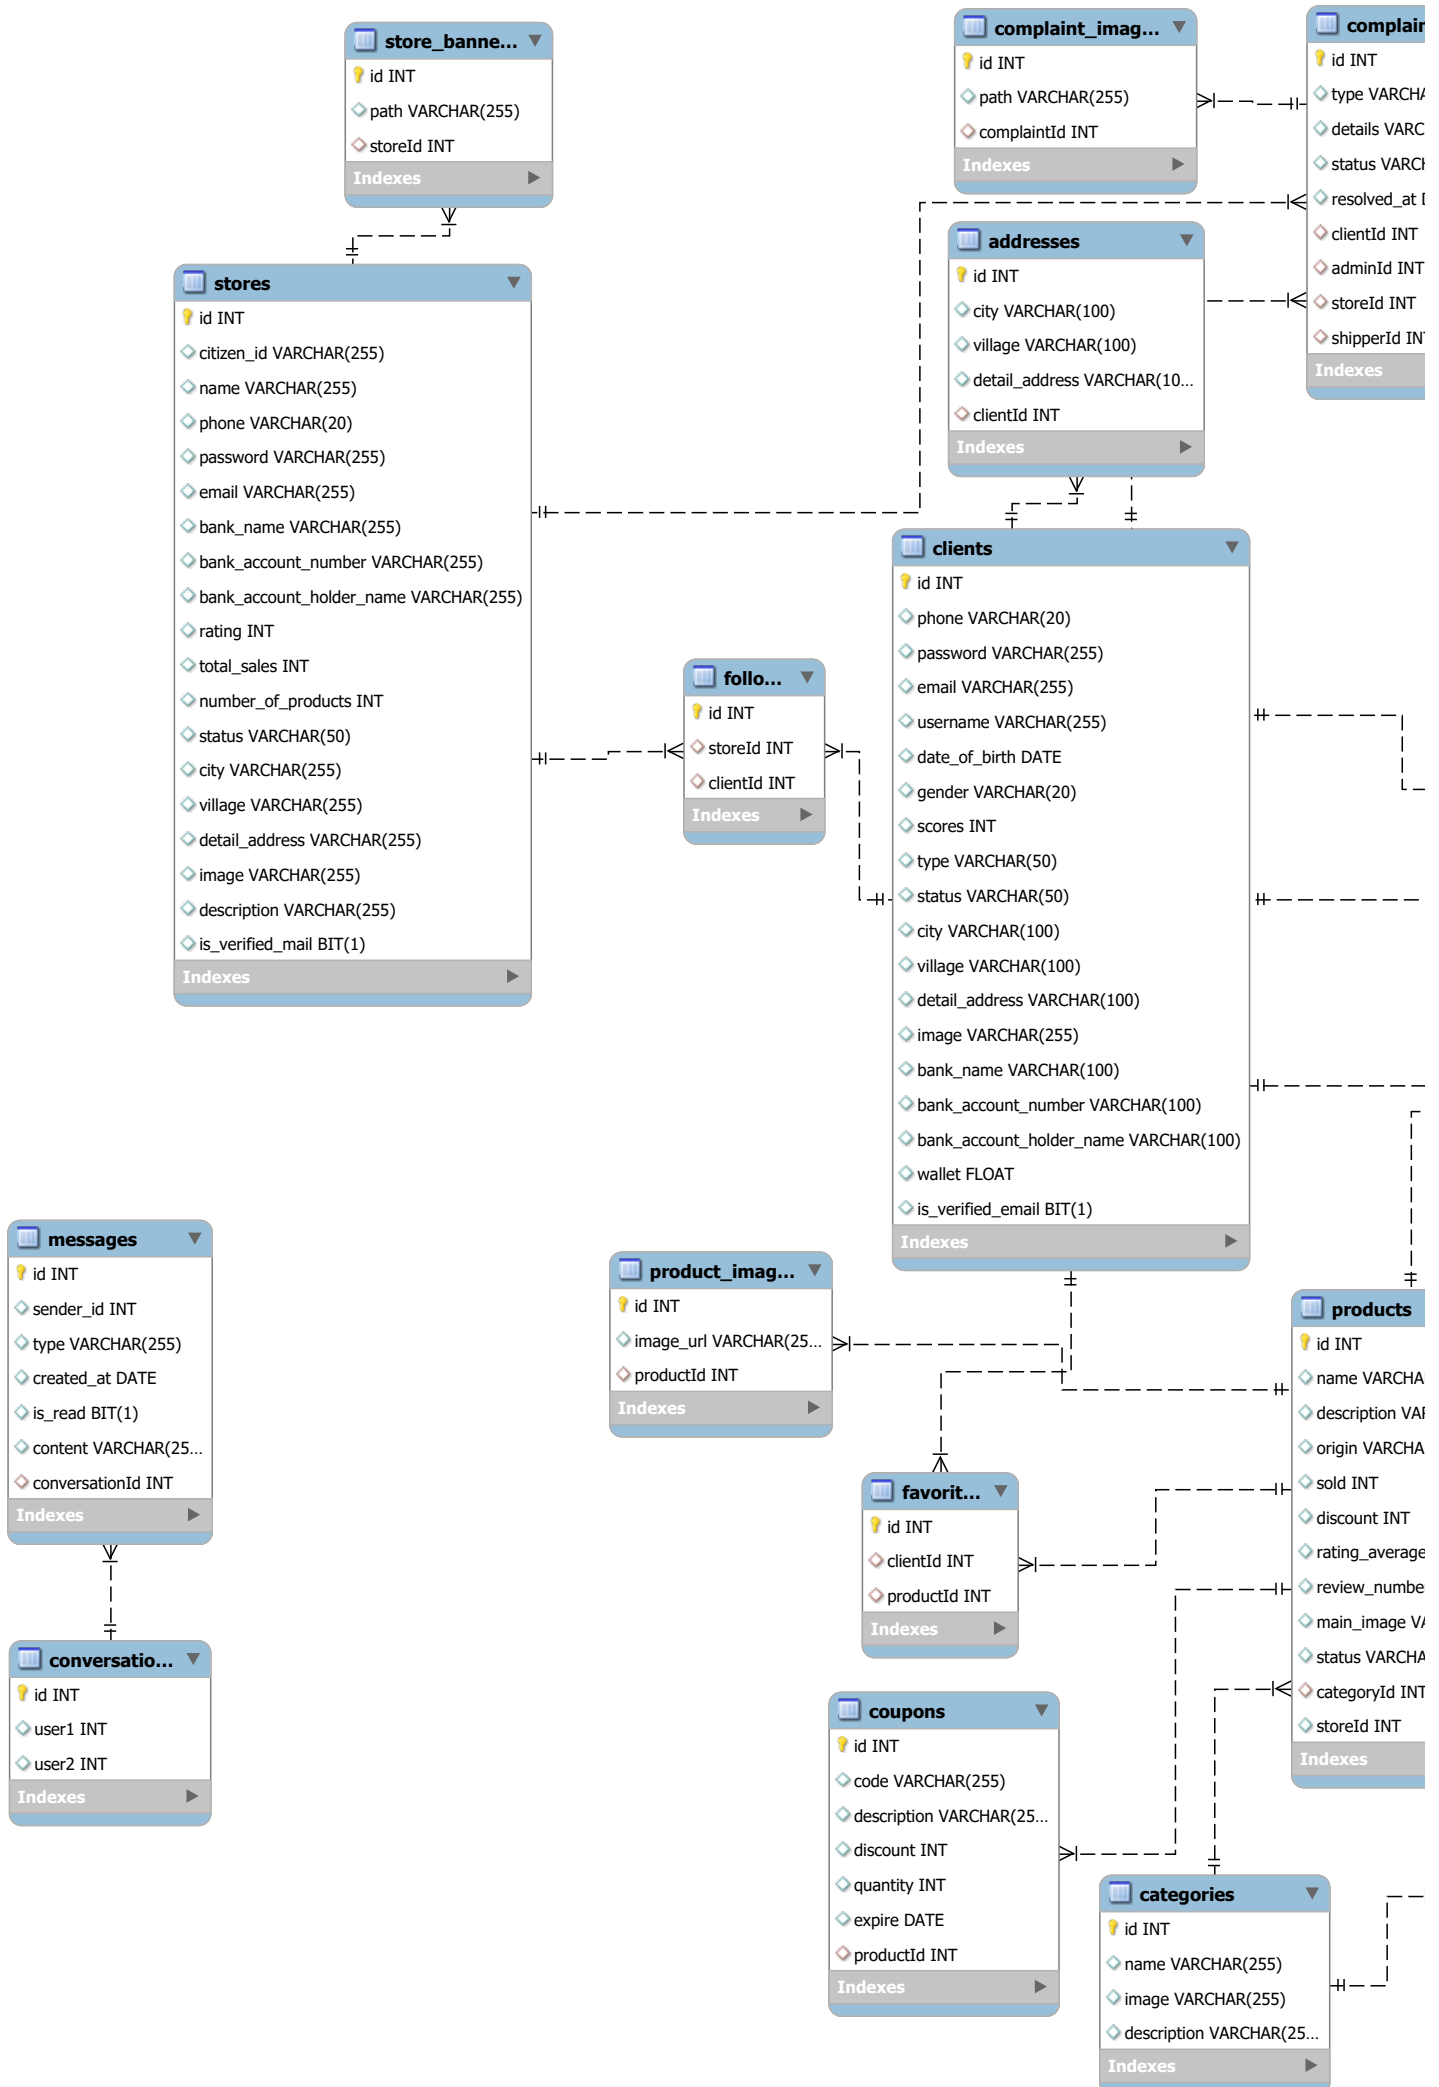 store_banne...
id INT
path VARCHAR(255)
storeId INT
Indexes
complaint_imag...
id INT
path VARCHAR(255)
complaintId INT
Indexes
id INT
type
details
status
resolved_at
clientId INT
adminId INT
storeId INT
shipperId
Indexes
addresses
id INT
city VARCHAR(100)
village VARCHAR(100)
detail_address VARCHAR(10...
clientId INT
Indexes
stores
id INT
citizen_id VARCHAR(255)
name VARCHAR(255)
phone VARCHAR(20)
password VARCHAR(255)
email VARCHAR(255)
bank_name VARCHAR(255)
bank_account_number VARCHAR(255)
bank_account_holder_name VARCHAR(255)
rating INT
total_sales INT
number_of_products INT
status VARCHAR(50)
city VARCHAR(255)
village VARCHAR(255)
detail_address VARCHAR(255)
image VARCHAR(255)
description VARCHAR(255)
is_verified_mail BIT(1)
Indexes
follo...
id INT
storeId INT
clientId INT
Indexes
clients
id INT
phone VARCHAR(20)
password VARCHAR(255)
email VARCHAR(255)
username VARCHAR(255)
date_of_birth DATE
gender VARCHAR(20)
scores INT
type VARCHAR(50)
status VARCHAR(50)
city VARCHAR(100)
village VARCHAR(100)
detail_address VARCHAR(100)
image VARCHAR(255)
bank_name VARCHAR(100)
bank_account_number VARCHAR(100)
bank_account_holder_name VARCHAR(100)
wallet FLOAT
is_verified_email BIT(1)
Indexes
messages
id INT
sender_id INT
type VARCHAR(255)
created_at DATE
is_read BIT(1)
content VARCHAR(25...
conversationId INT
Indexes
conversatio...
id INT
user1 INT
user2 INT
Indexes
product_imag...
id INT
image_url VARCHAR(25...
productId INT
Indexes
favorit...
id INT
clientId INT
productId INT
Indexes
products
id INT
name
description
origin
sold INT
discount INT
rating_average
review_number
main_image
status
categoryId INT
storeId INT
Indexes
coupons
id INT
code VARCHAR(255)
description VARCHAR(25...
discount INT
quantity INT
expire DATE
productId INT
Indexes
categories
id INT
name VARCHAR(255)
image VARCHAR(255)
description VARCHAR(25...
Indexes